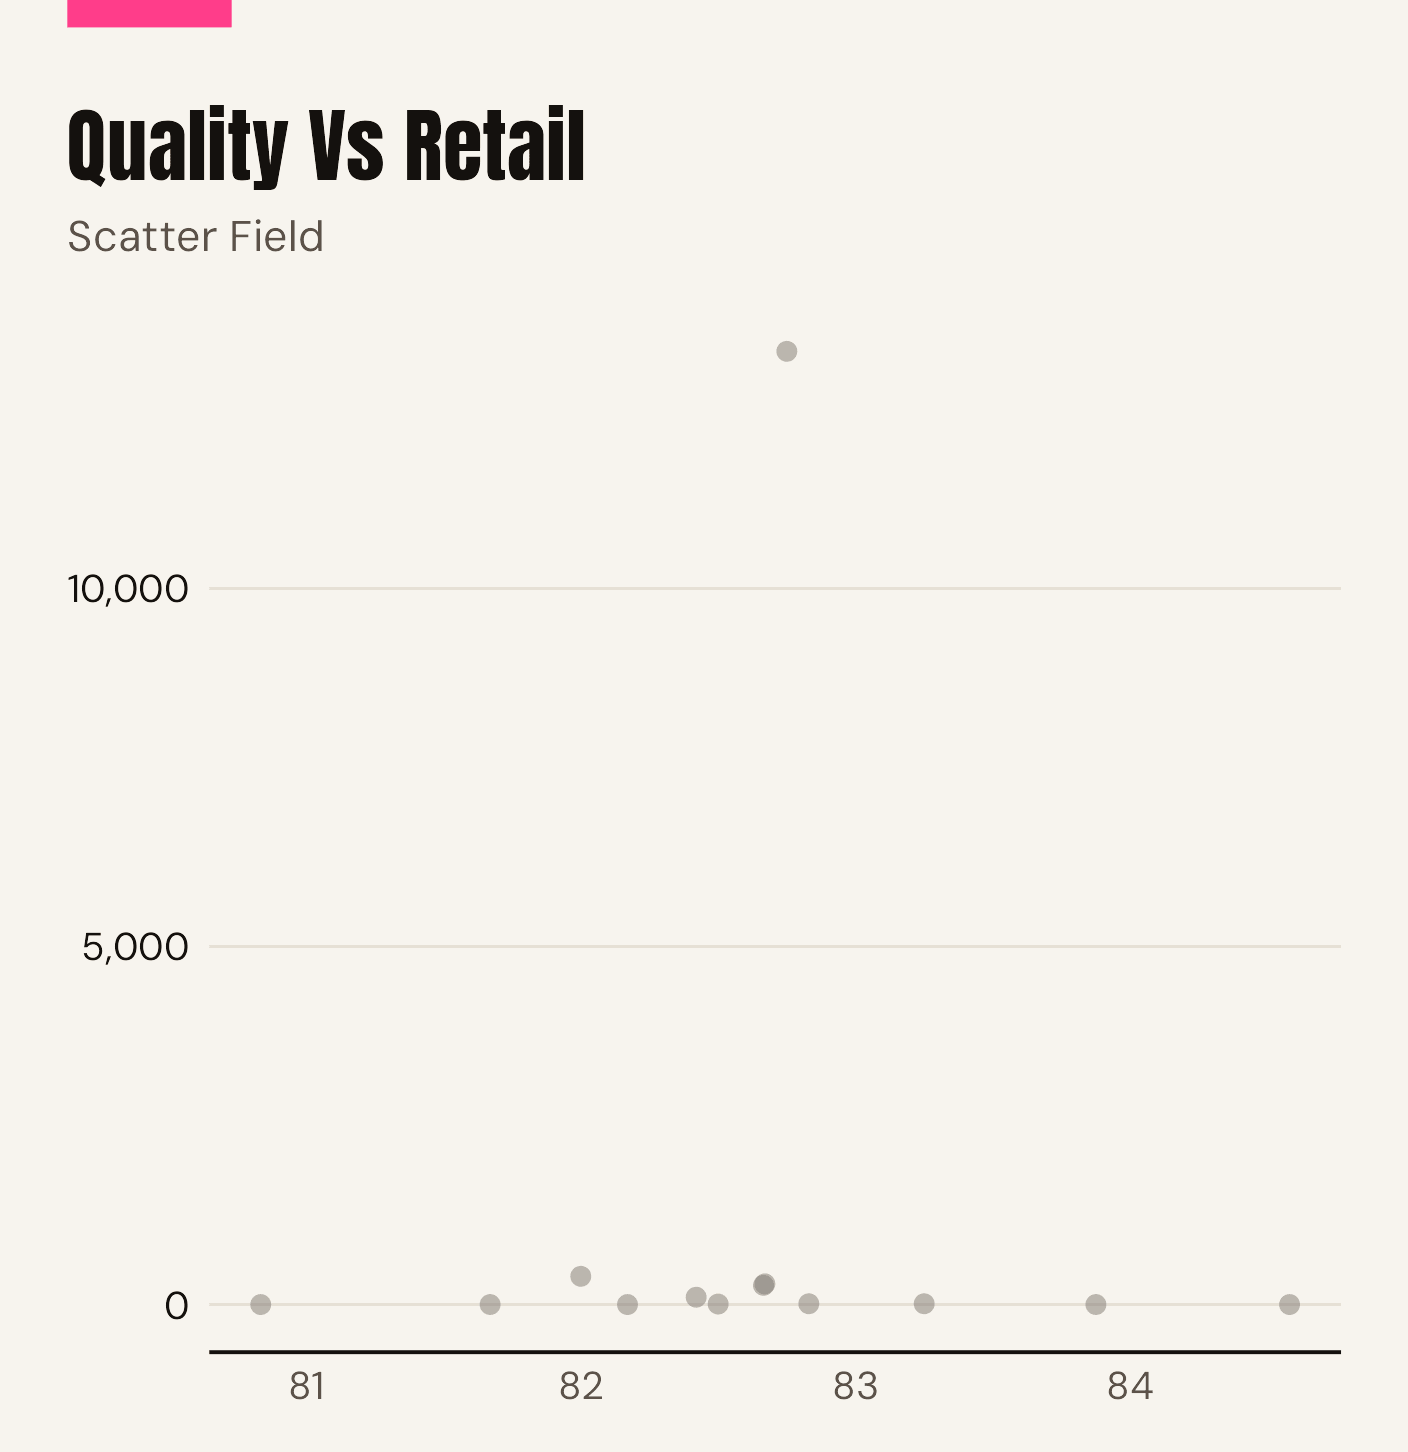 Quality Vs Retail
Scatter Field
10,000
5,000
0
81 82 83 84